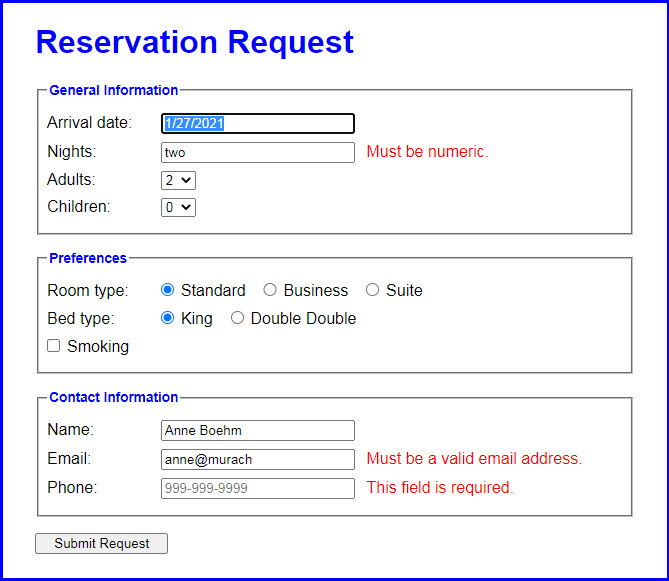 Reservation Request
General Information
Arrival date: 1/27/2021
Nights: two Must be numeric.
Adults: 2
Children: 0
Preferences
Room type: Standard Business Suite
Bed type: King Double Double
Smoking
Contact Information
Name: Anne Boehm
Email: anne@murach Must be a valid email address.
Phone: 999-999-9999 This field is required.
Submit Request